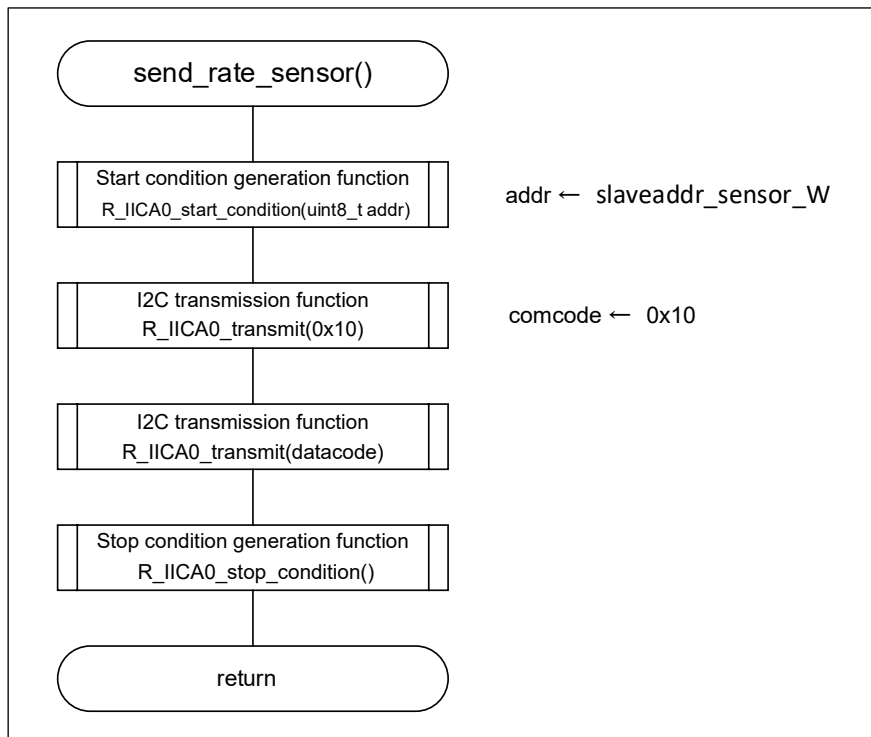 send_rate_sensor()
Start condition generation function
R_IICA0_start_condition(uint8_t addr)
addr ← slaveaddr_sensor_W
I2C transmission function
R_IICA0_transmit(0x10)
comcode ← 0x10
I2C transmission function
R_IICA0_transmit(datacode)
Stop condition generation function
R_IICA0_stop_condition()
return